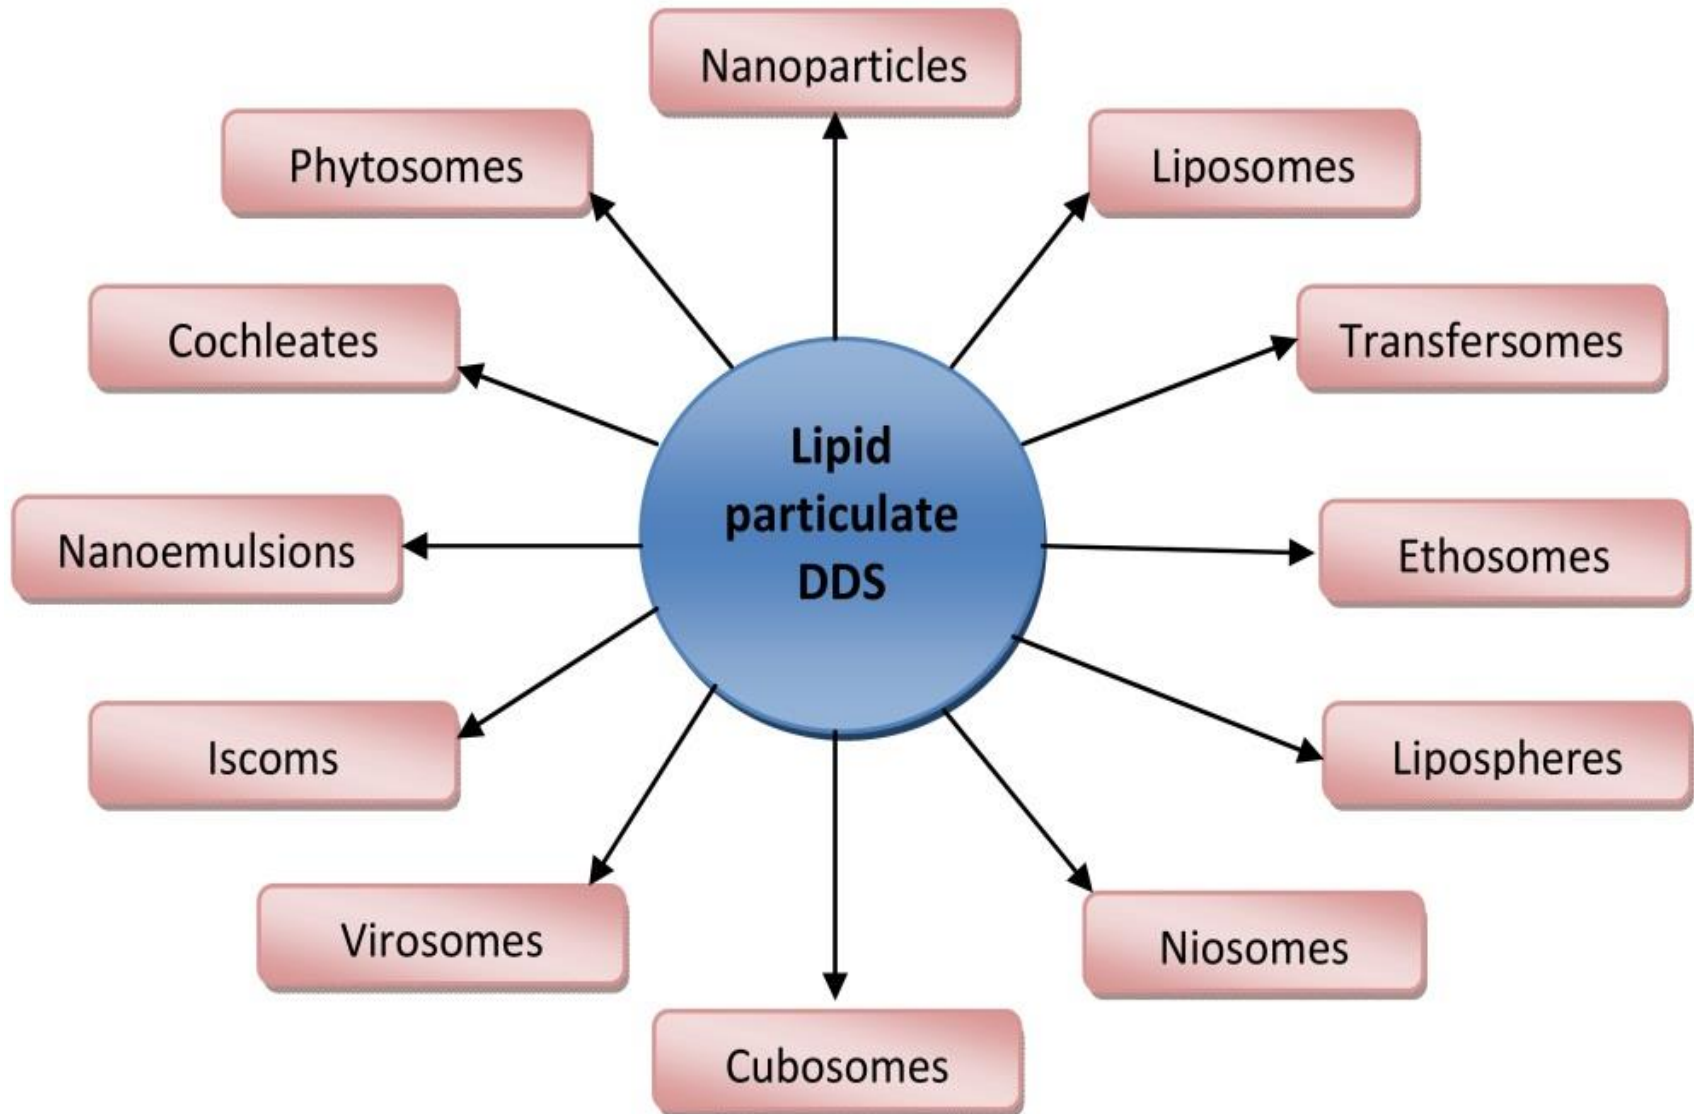 Nanoparticles
Phytosomes
Liposomes
Cochleates
Transfersomes
Lipid
particulate
DDS
Nanoemulsions
Ethosomes
Iscoms
Lipospheres
Virosomes
Niosomes
Cubosomes